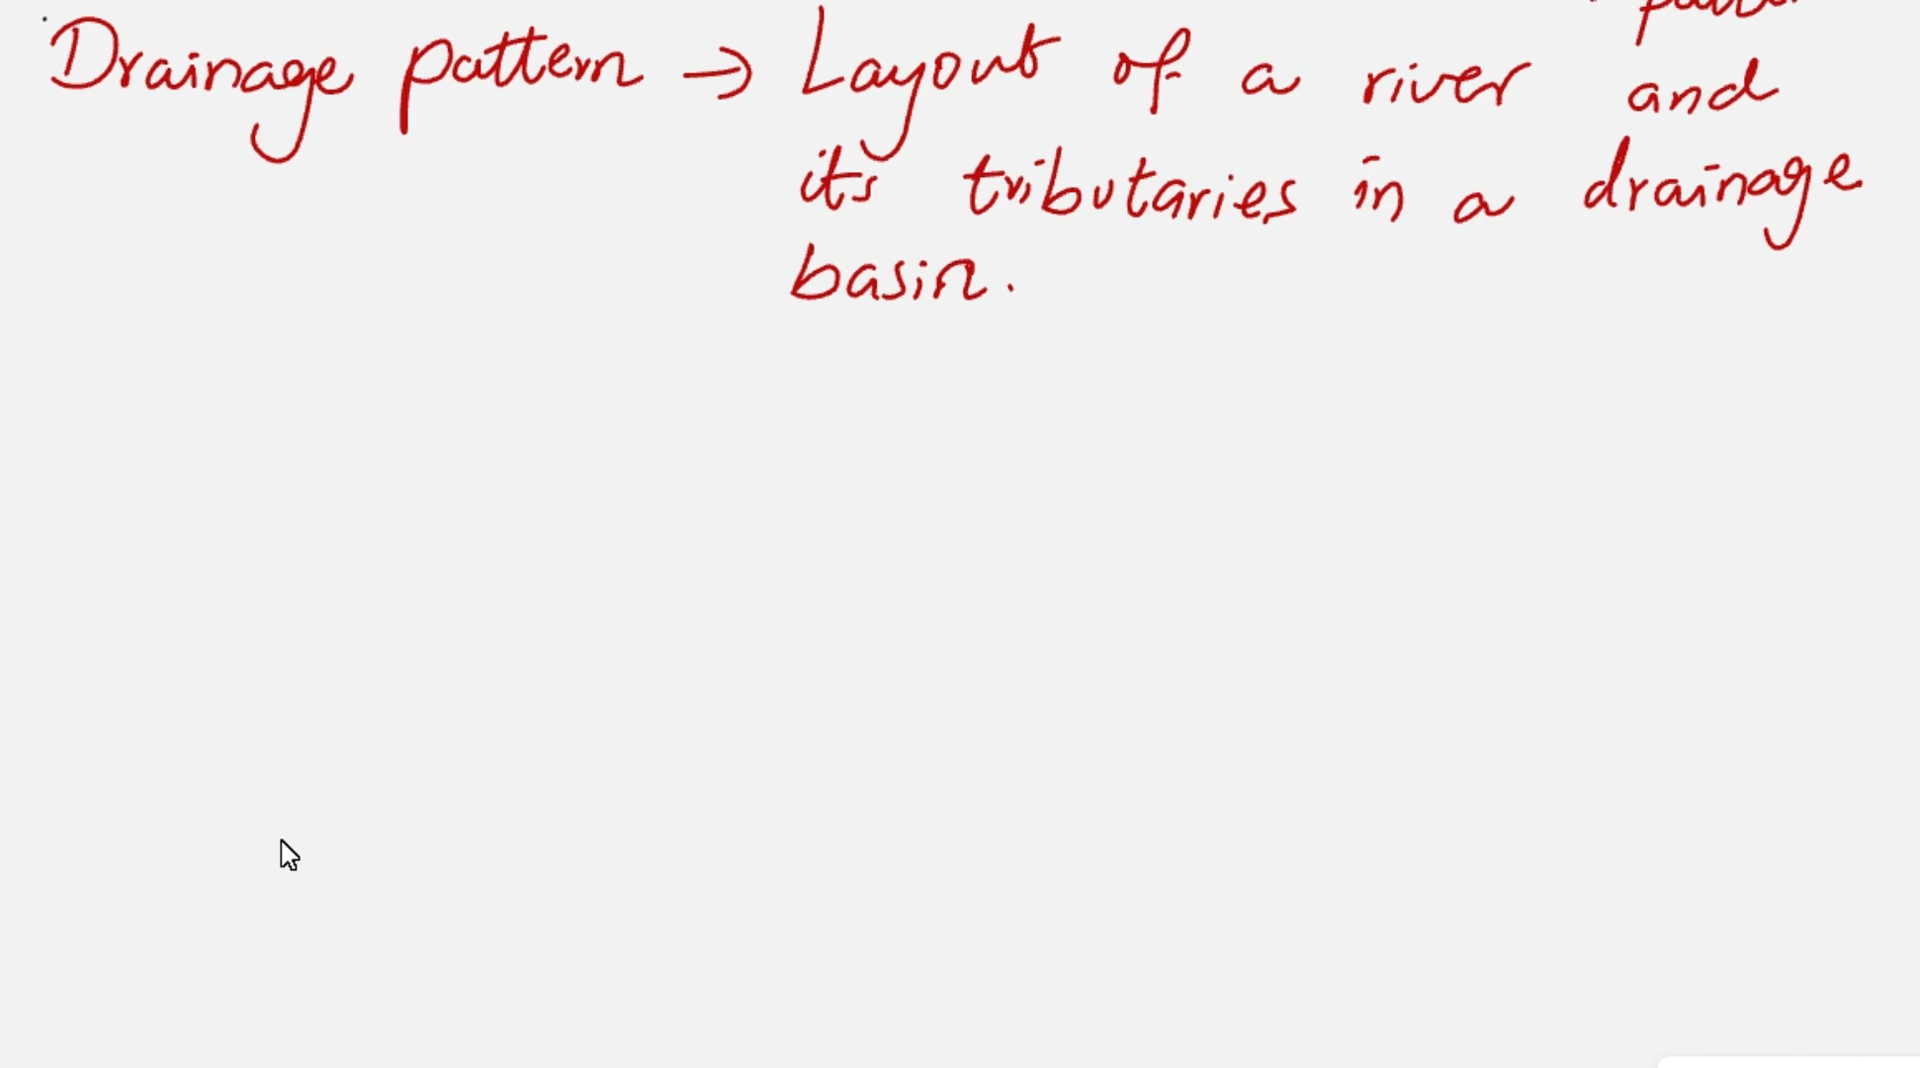 Drainage pattern → Layout of a river and
its tributaries in a drainage
basin.